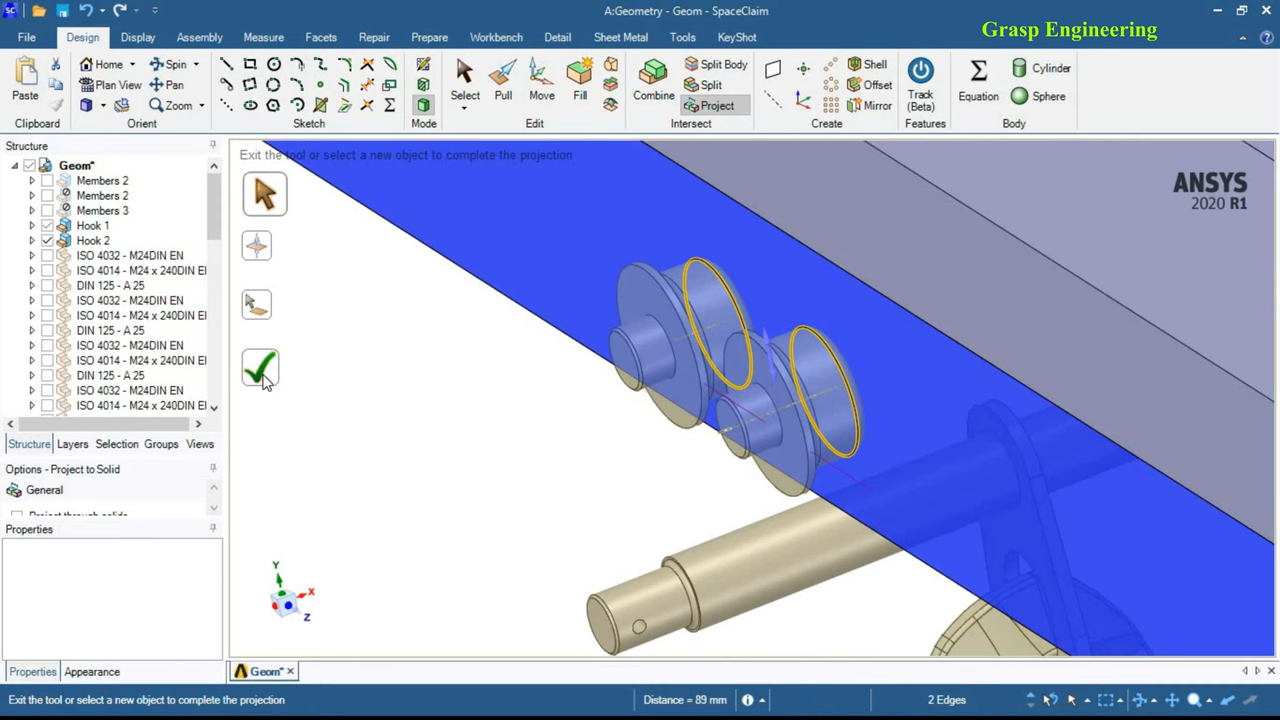 A:Geometry - Geom - SpaceClaim
Grasp Engineering
File Design Display Assembly Measure Facets Repair Prepare Workbench Detail Sheet Metal Tools KeyShot
Paste
Clipboard
Home Spin
Plan View Pan
Zoom
Orient
Sketch
Mode
Select Pull Move Fill
Edit
Combine
Split Body
Split
Project
Intersect
Shell
Offset
Mirror
Create
Track
(Beta)
Features
Equation
Cylinder
Sphere
Body
Structure
Geom*
Members 2
Members 2
Members 3
Hook 1
Hook 2
ISO 4032 - M24DIN EN
ISO 4014 - M24 x 240DIN E
DIN 125 - A 25
ISO 4032 - M24DIN EN
ISO 4014 - M24 x 240DIN E
DIN 125 - A 25
ISO 4032 - M24DIN EN
ISO 4014 - M24 x 240DIN E
DIN 125 - A 25
ISO 4032 - M24DIN EN
ISO 4014 - M24 x 240DIN E
Structure Layers Selection Groups Views
Options - Project to Solid
General
Project through solids
Properties
Properties Appearance
Exit the tool or select a new object to complete the projection
ANSYS
2020 R1
Y
X
Z
Geom*
Exit the tool or select a new object to complete the projection
Distance = 89 mm
2 Edges